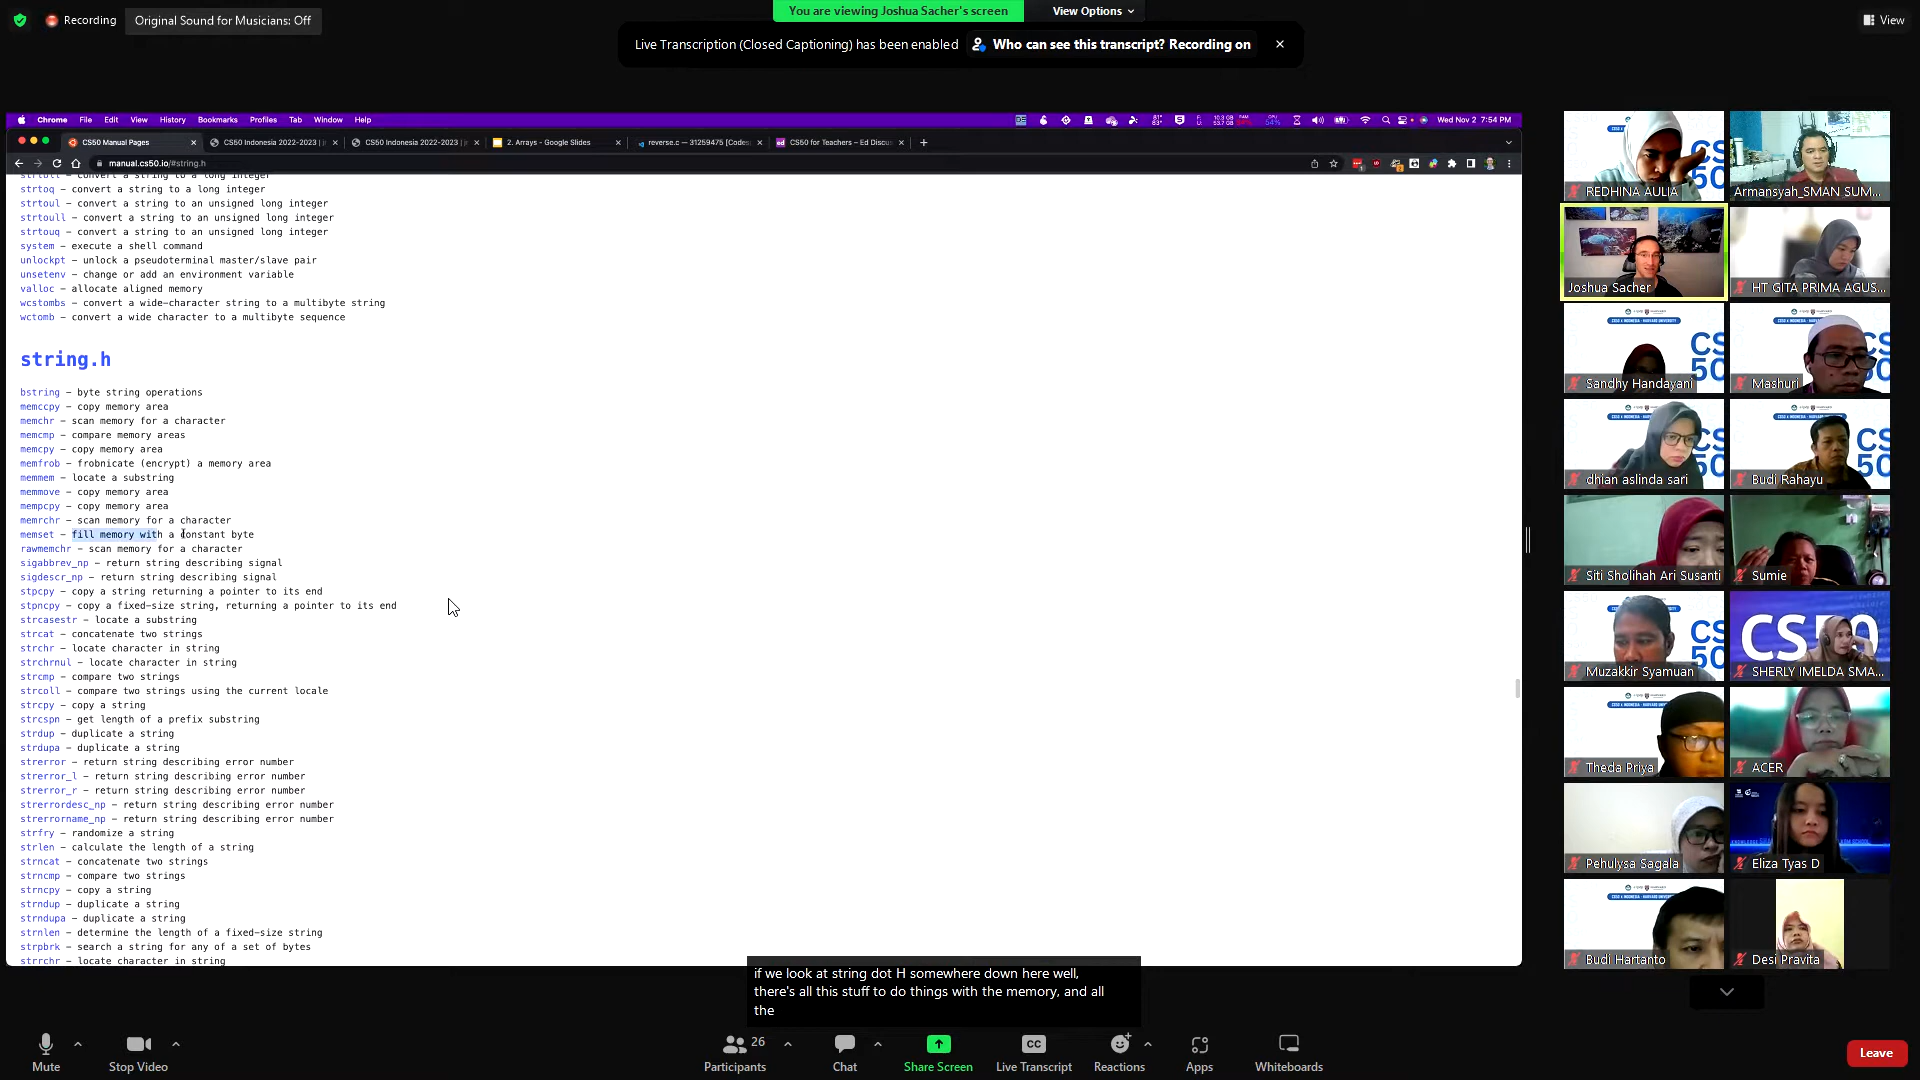 Recording
Original Sound for Musicians: Off
You are viewing Joshua Sacher's screen
View Options
View
Live Transcription (Closed Captioning) has been enabled
Who can see this transcript? Recording on
Chrome File Edit View History Bookmarks Profiles Tab Window Help
Wed Nov 2 7:54 PM
CS50 Manual Pages
CS50 Indonesia 2022-2023 |
CS50 Indonesia 2022-2023 |
2. Arrays - Google Slides
reverse.c — 31259475 [Codes
CS50 for Teachers – Ed Discus
manual.cs50.io/#string.h
strtoll – convert a string to a long integer
strtoq – convert a string to a long integer
strtoul – convert a string to an unsigned long integer
strtoull – convert a string to an unsigned long integer
strtouq – convert a string to an unsigned long integer
system – execute a shell command
unlockpt – unlock a pseudoterminal master/slave pair
unsetenv – change or add an environment variable
valloc – allocate aligned memory
wcstombs – convert a wide-character string to a multibyte string
wctomb – convert a wide character to a multibyte sequence
string.h
bstring – byte string operations
memccpy – copy memory area
memchr – scan memory for a character
memcmp – compare memory areas
memcpy – copy memory area
memfrob – frobnicate (encrypt) a memory area
memmem – locate a substring
memmove – copy memory area
mempcpy – copy memory area
memrchr – scan memory for a character
memset – fill memory with a constant byte
rawmemchr – scan memory for a character
sigabbrev_np – return string describing signal
sigdescr_np – return string describing signal
stpcpy – copy a string returning a pointer to its end
stpncpy – copy a fixed-size string, returning a pointer to its end
strcasestr – locate a substring
strcat – concatenate two strings
strchr – locate character in string
strchrnul – locate character in string
strcmp – compare two strings
strcoll – compare two strings using the current locale
strcpy – copy a string
strcspn – get length of a prefix substring
strdup – duplicate a string
strdupa – duplicate a string
strerror – return string describing error number
strerror_l – return string describing error number
strerror_r – return string describing error number
strerrordesc_np – return string describing error number
strerrorname_np – return string describing error number
strfry – randomize a string
strlen – calculate the length of a string
strncat – concatenate two strings
strncmp – compare two strings
strncpy – copy a string
strndup – duplicate a string
strndupa – duplicate a string
strnlen – determine the length of a fixed-size string
strpbrk – search a string for any of a set of bytes
strrchr – locate character in string
REDHINA AULIA
Armansyah_SMAN SUM...
Joshua Sacher
HT GITA PRIMA AGUS...
Sandhy Handayani
Mashuri
dhian aslinda sari
Budi Rahayu
Siti Sholihah Ari Susanti
Sumie
Muzakkir Syamuan
CS50
SHERLY IMELDA SMA...
Theda Priya
ACER
Pehulysa Sagala
Eliza Tyas D
Budi Hartanto
Desi Pravita
if we look at string dot H somewhere down here well,
there's all this stuff to do things with the memory, and all
the
Mute
Stop Video
26
Participants
Chat
Share Screen
CC
Live Transcript
Reactions
Apps
Whiteboards
Leave